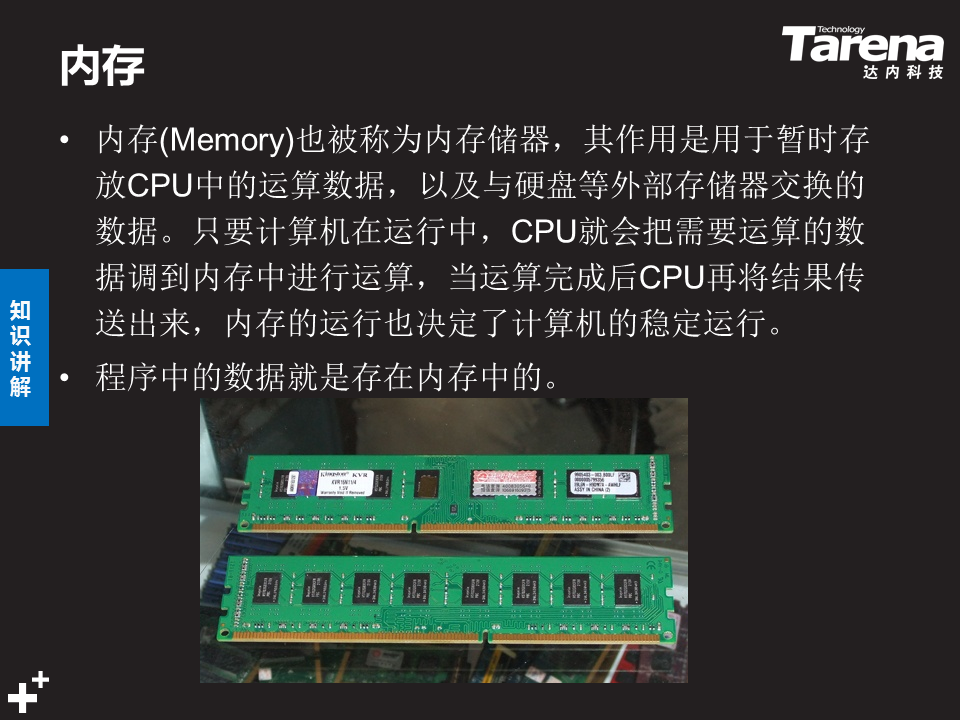 内存
Technology
Tarena
达内科技
• 内存(Memory)也被称为内存储器，其作用是用于暂时存
放CPU中的运算数据，以及与硬盘等外部存储器交换的
数据。只要计算机在运行中，CPU就会把需要运算的数
据调到内存中进行运算，当运算完成后CPU再将结果传
送出来，内存的运行也决定了计算机的稳定运行。
• 程序中的数据就是存在内存中的。
知
识
讲
解
Kingston KVR
KVR16N11/4
1.5V
Warranty Void If Removed
ASSY IN CHINA (2)